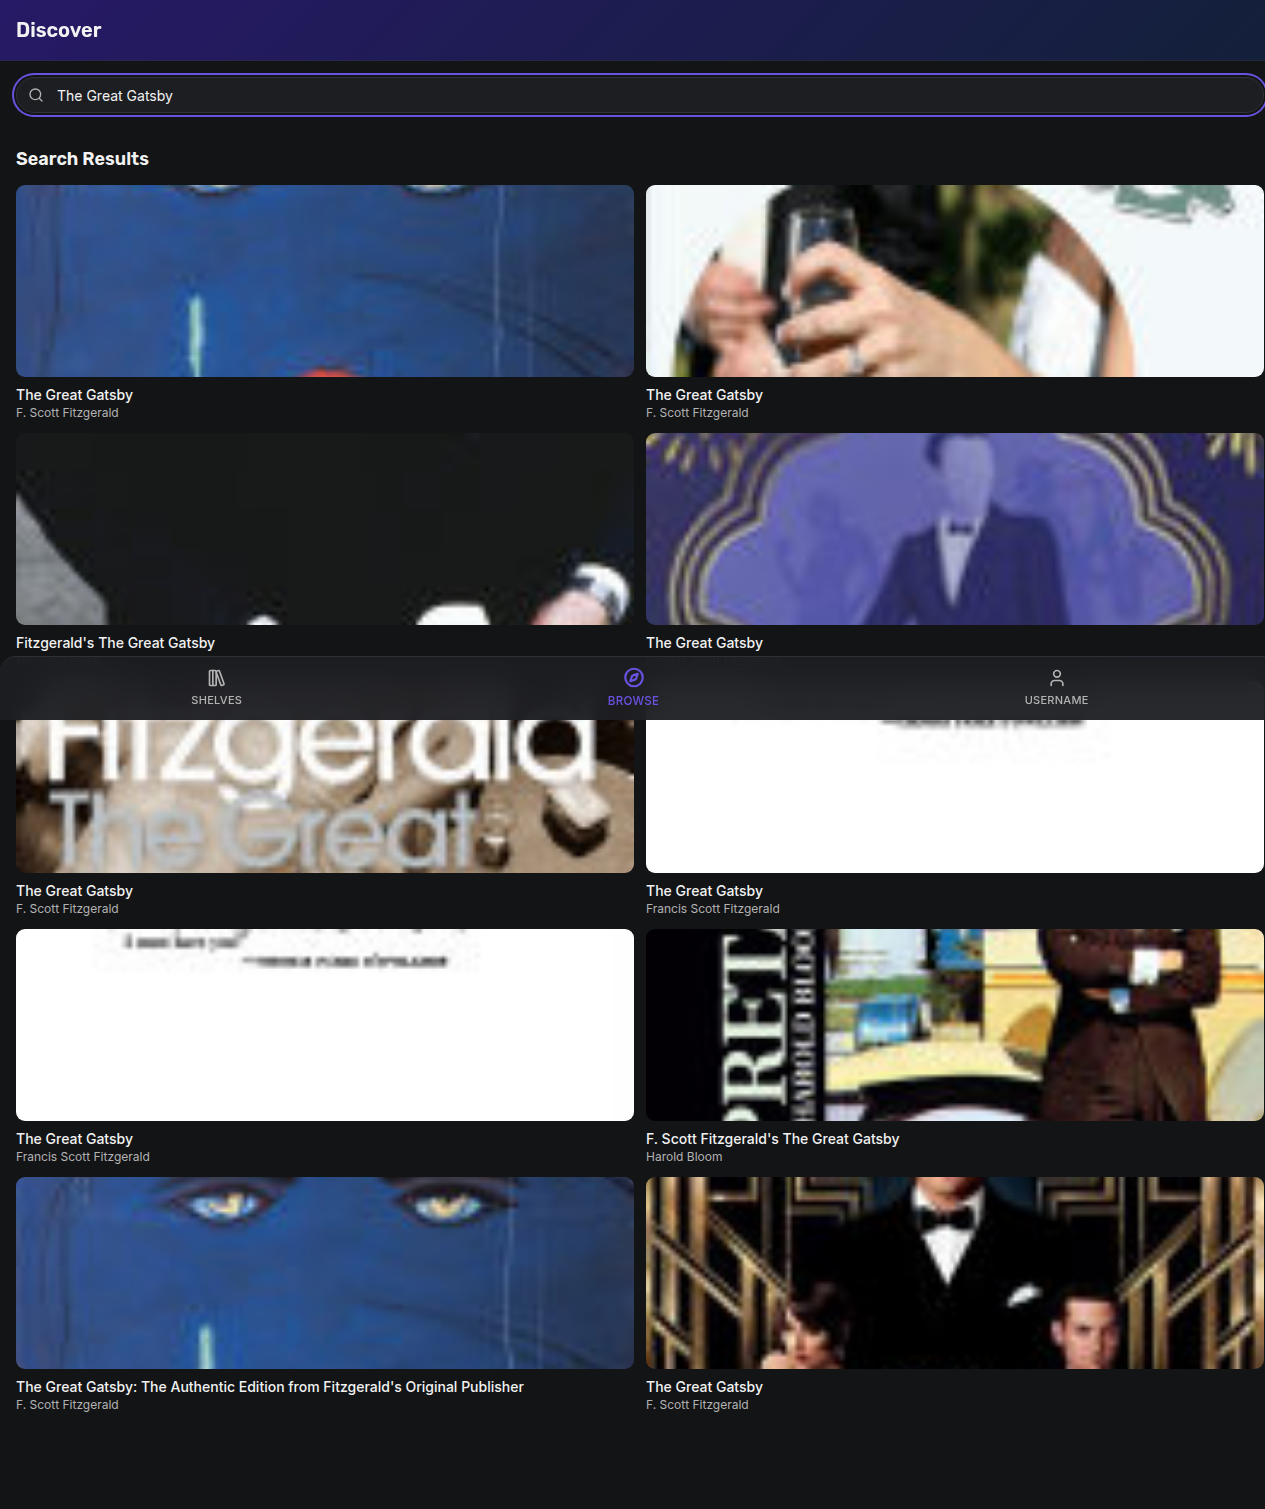 Discover
The Great Gatsby
Search Results
The Great Gatsby
F. Scott Fitzgerald
The Great Gatsby
F. Scott Fitzgerald
Fitzgerald's The Great Gatsby
The Great Gatsby
SHELVES
BROWSE
USERNAME
Fitzgerald
The Great
The Great Gatsby
F. Scott Fitzgerald
The Great Gatsby
Francis Scott Fitzgerald
I must have you!"
The Great Gatsby
Francis Scott Fitzgerald
HAROLD BLOO
F. Scott Fitzgerald's The Great Gatsby
Harold Bloom
The Great Gatsby: The Authentic Edition from Fitzgerald's Original Publisher
F. Scott Fitzgerald
The Great Gatsby
F. Scott Fitzgerald